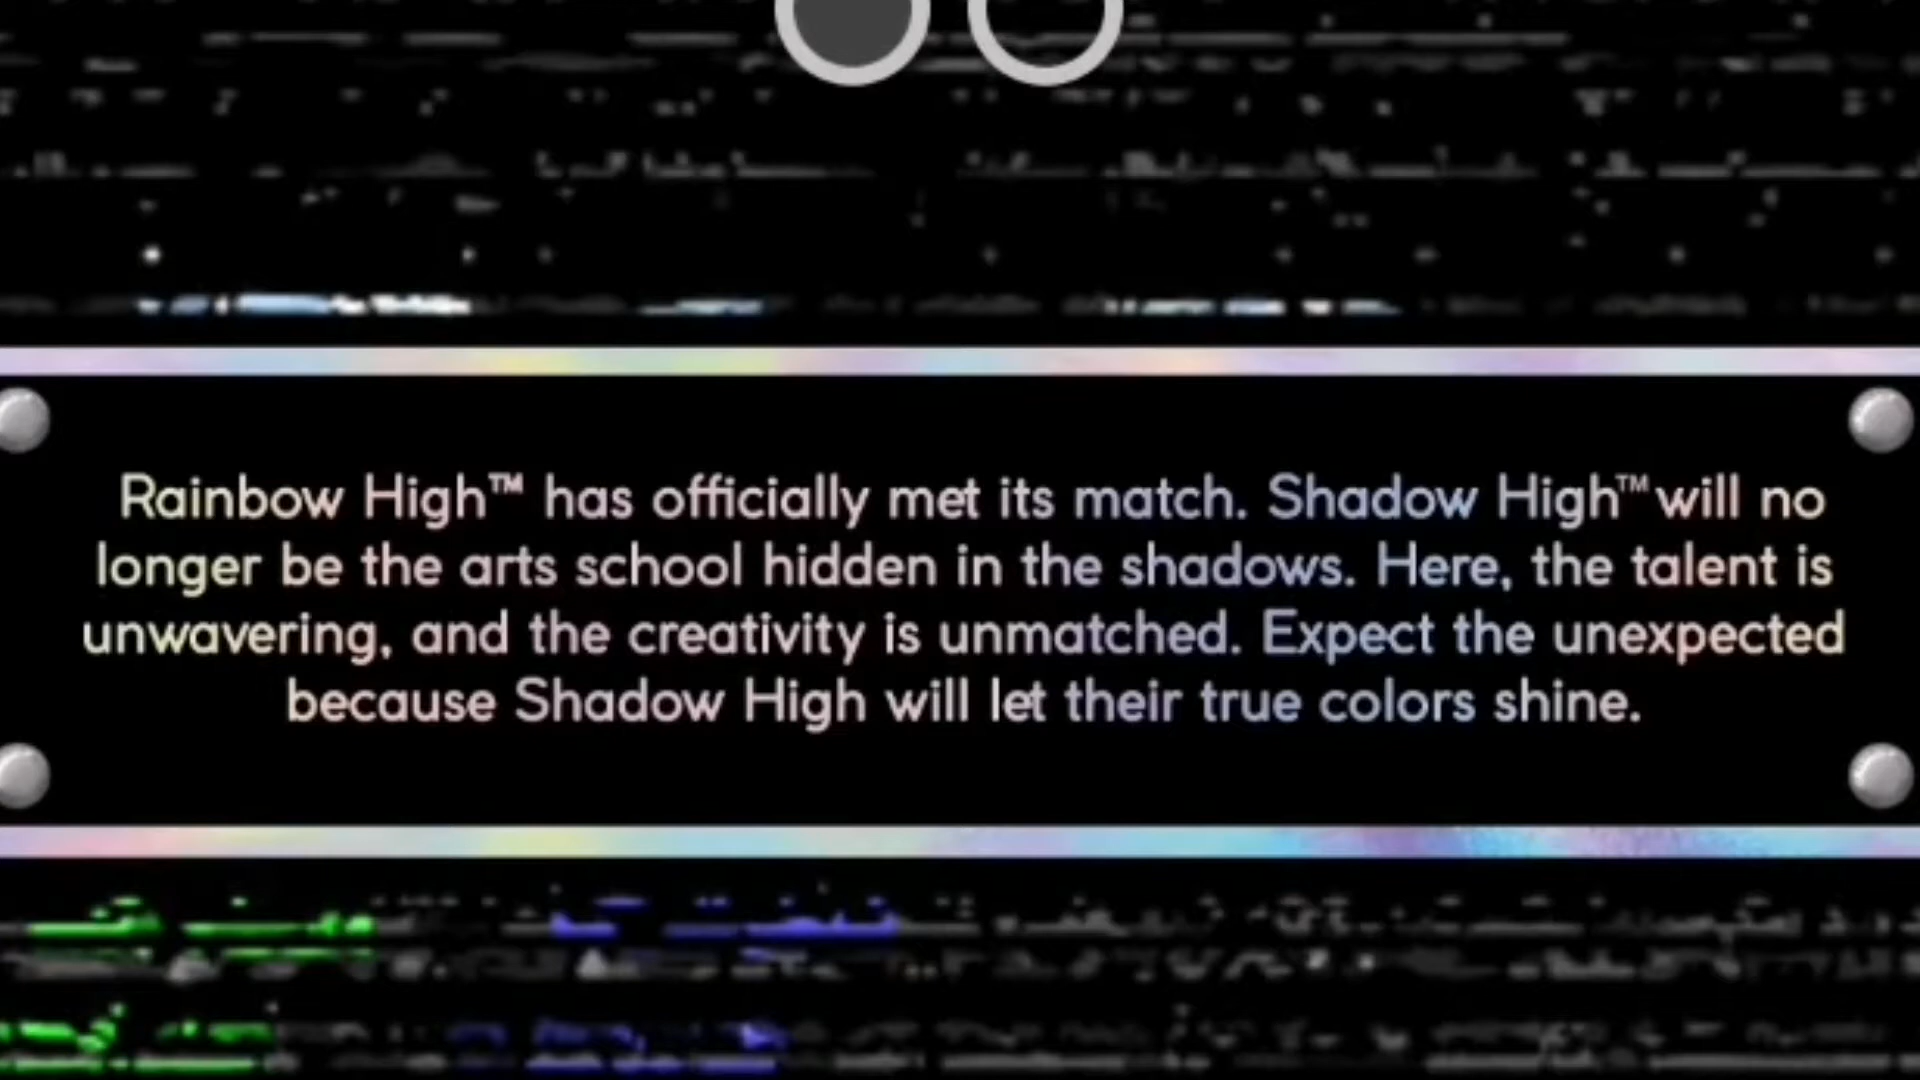 Rainbow High™ has officially met its match. Shadow High™ will no
longer be the arts school hidden in the shadows. Here, the talent is
unwavering, and the creativity is unmatched. Expect the unexpected
because Shadow High will let their true colors shine.